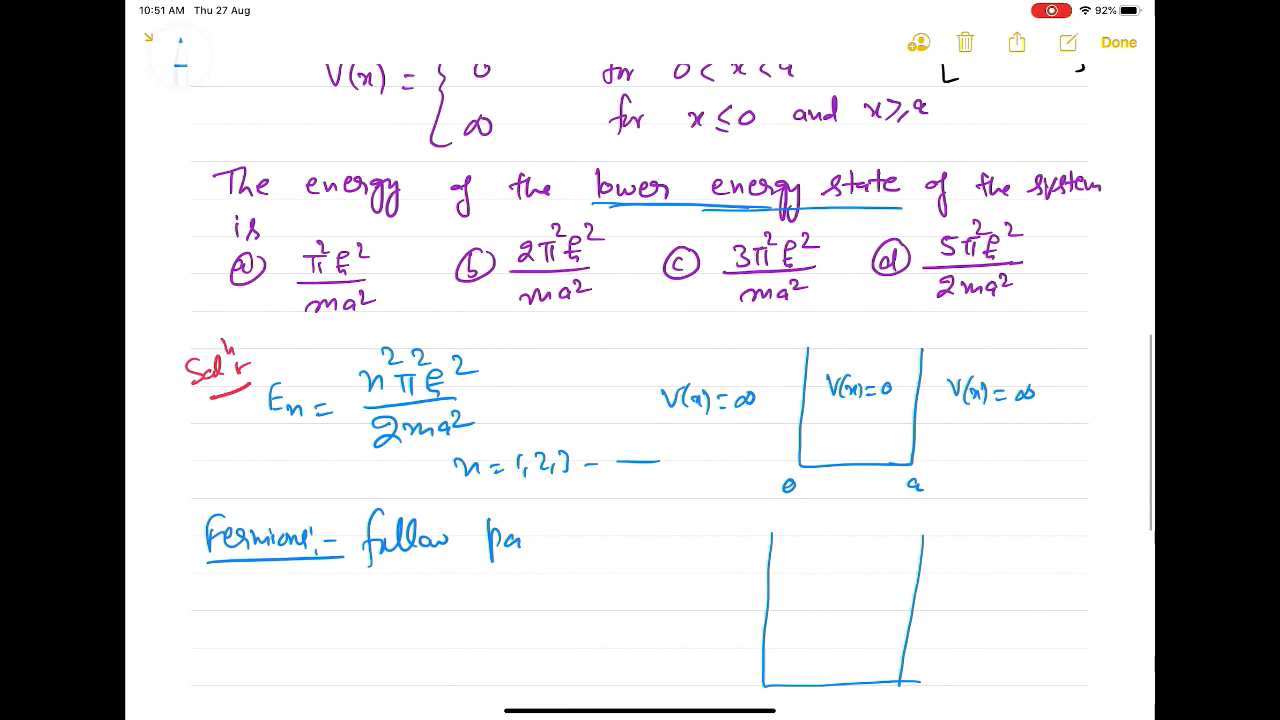 10:51 AM Thu 27 Aug 92%
Done
V(x) = { 0 for 0 < x < a
∞ for x ≤ 0 and x ≥ a
The energy of the lower energy state of the system
is
(a) π²ħ²/ma² (b) 2π²ħ²/ma² (c) 3π²ħ²/ma² (d) 5π²ħ²/2ma²
Solⁿ:
Eₙ = n²π²ħ²/2ma² V(x)=∞ V(x)=0 V(x)=∞
n = 1,2,3 - —
0 a
Fermions:- follow pa